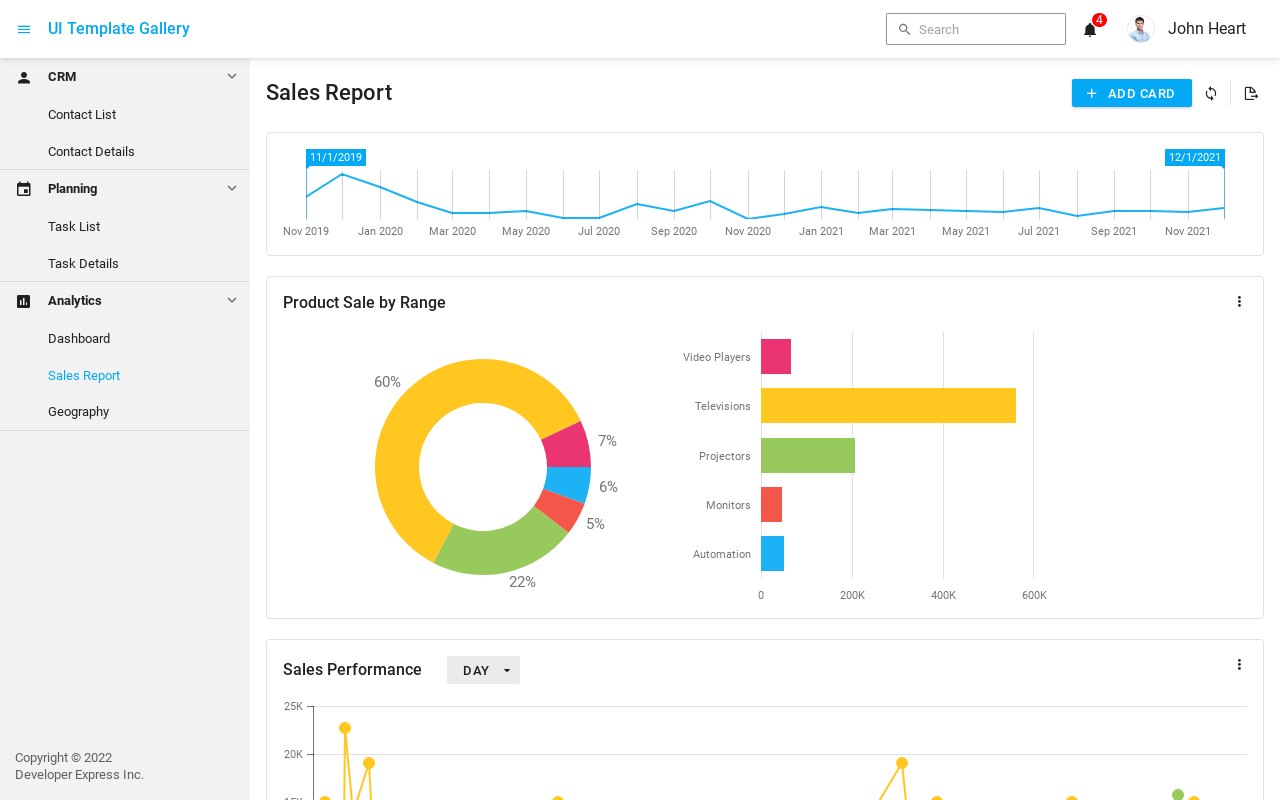 UI Template Gallery
Search
4
John Heart
CRM
Contact List
Contact Details
Planning
Task List
Task Details
Analytics
Dashboard
Sales Report
Geography
Copyright © 2022
Developer Express Inc.
Sales Report
ADD CARD
11/1/2019
12/1/2021
Nov 2019 Jan 2020 Mar 2020 May 2020 Jul 2020 Sep 2020 Nov 2020 Jan 2021 Mar 2021 May 2021 Jul 2021 Sep 2021 Nov 2021
Product Sale by Range
60%
7%
6%
5%
22%
Video Players
Televisions
Projectors
Monitors
Automation
0 200K 400K 600K
Sales Performance
DAY
25K
20K
15K